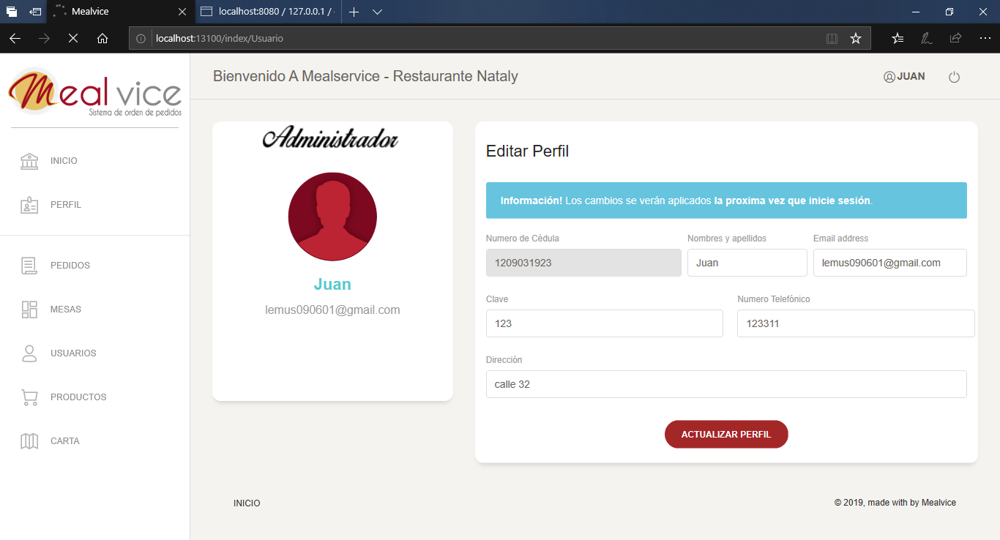 Mealvice
localhost:8080 / 127.0.0.1 /
localhost:13100/index/Usuario
Meal vice
Sistema de orden de pedidos
Bienvenido A Mealservice - Restaurante Nataly
JUAN
INICIO
PERFIL
PEDIDOS
MESAS
USUARIOS
PRODUCTOS
CARTA
Administrador
Juan
lemus090601@gmail.com
Editar Perfil
Información! Los cambios se verán aplicados la proxima vez que inicie sesión.
Numero de Cédula Nombres y apellidos Email address
1209031923 Juan lemus090601@gmail.com
Clave Numero Telefónico
123 123311
Dirección
calle 32
ACTUALIZAR PERFIL
INICIO © 2019, made with by Mealvice